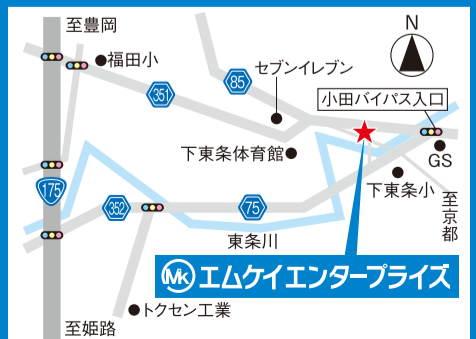 至豊岡
福田小
N
セブンイレブン
85
351
小田バイパス入口
下東条体育館
GS
下東条小
175
352
75
至京都
東条川
MK エムケイエンタープライズ
トクセン工業
至姫路